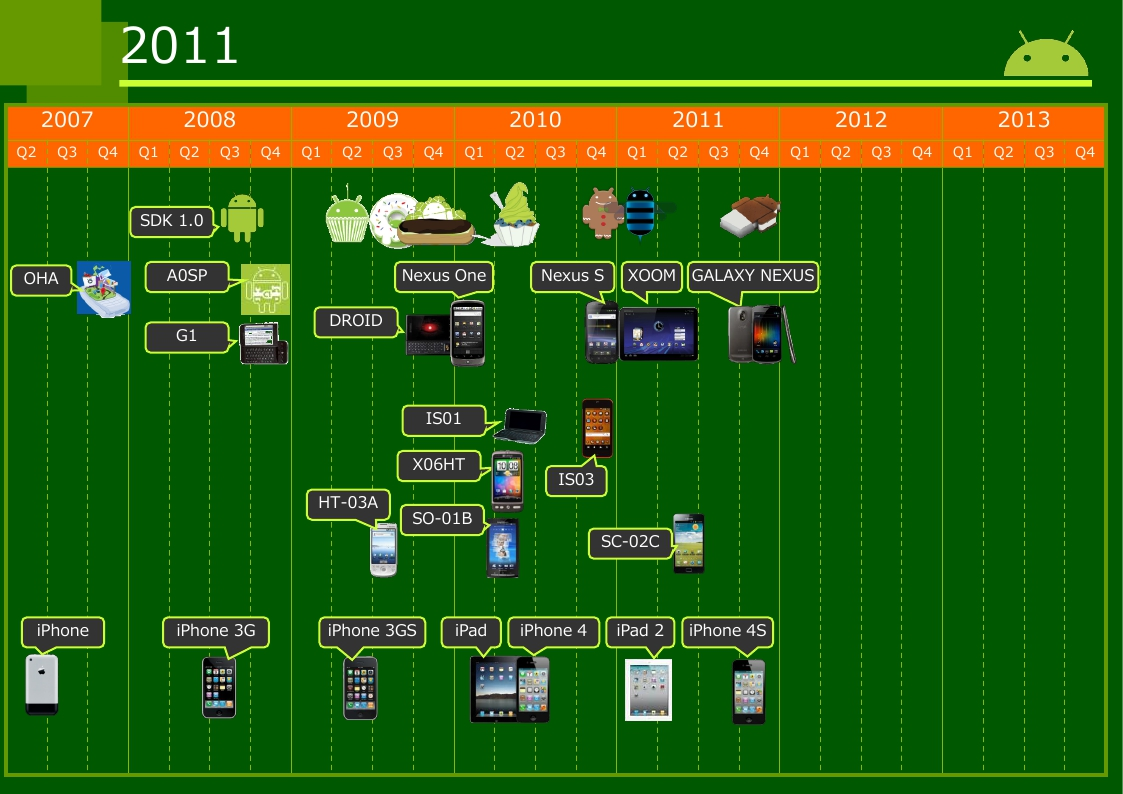 2011
2007 2008 2009 2010 2011 2012 2013
Q2 Q3 Q4 Q1 Q2 Q3 Q4 Q1 Q2 Q3 Q4 Q1 Q2 Q3 Q4 Q1 Q2 Q3 Q4 Q1 Q2 Q3 Q4 Q1 Q2 Q3 Q4
SDK 1.0
OHA A0SP Nexus One Nexus S XOOM GALAXY NEXUS
G1 DROID
IS01
X06HT IS03
HT-03A SO-01B
SC-02C
iPhone iPhone 3G iPhone 3GS iPad iPhone 4 iPad 2 iPhone 4S